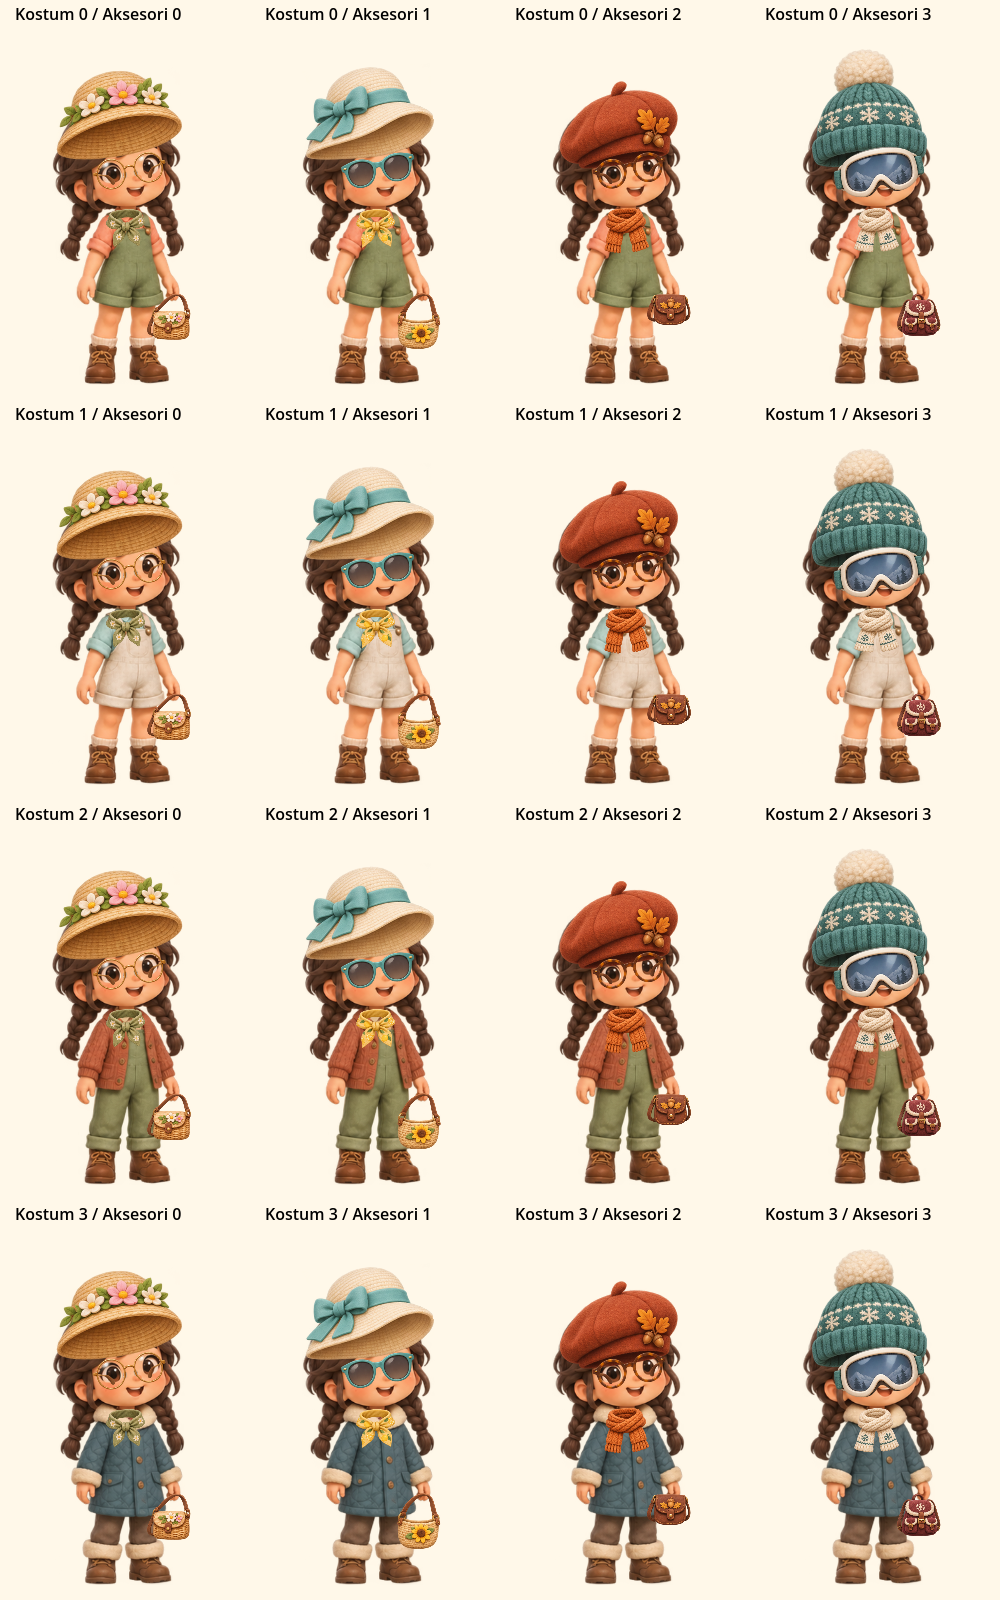 Kostum 0 / Aksesori 0
Kostum 0 / Aksesori 1
Kostum 0 / Aksesori 2
Kostum 0 / Aksesori 3
Kostum 1 / Aksesori 0
Kostum 1 / Aksesori 1
Kostum 1 / Aksesori 2
Kostum 1 / Aksesori 3
Kostum 2 / Aksesori 0
Kostum 2 / Aksesori 1
Kostum 2 / Aksesori 2
Kostum 2 / Aksesori 3
Kostum 3 / Aksesori 0
Kostum 3 / Aksesori 1
Kostum 3 / Aksesori 2
Kostum 3 / Aksesori 3